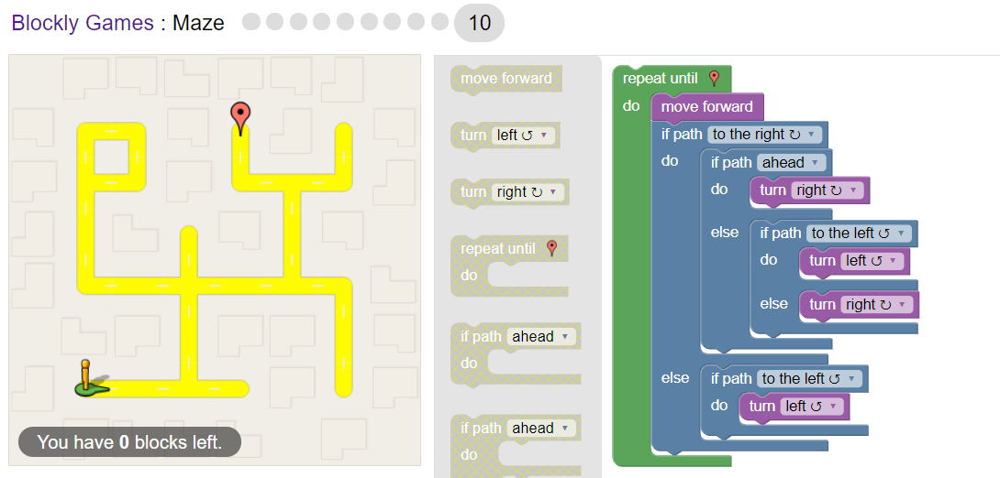 Blockly Games : Maze 10
You have 0 blocks left.
move forward
turn left ↺ ▾
turn right ↻ ▾
repeat until
do
if path ahead ▾
do
if path ahead ▾
do
repeat until
do move forward
if path to the right ↻ ▾
do if path ahead ▾
do turn right ↻ ▾
else if path to the left ↺ ▾
do turn left ↺ ▾
else turn right ↻ ▾
else if path to the left ↺ ▾
do turn left ↺ ▾